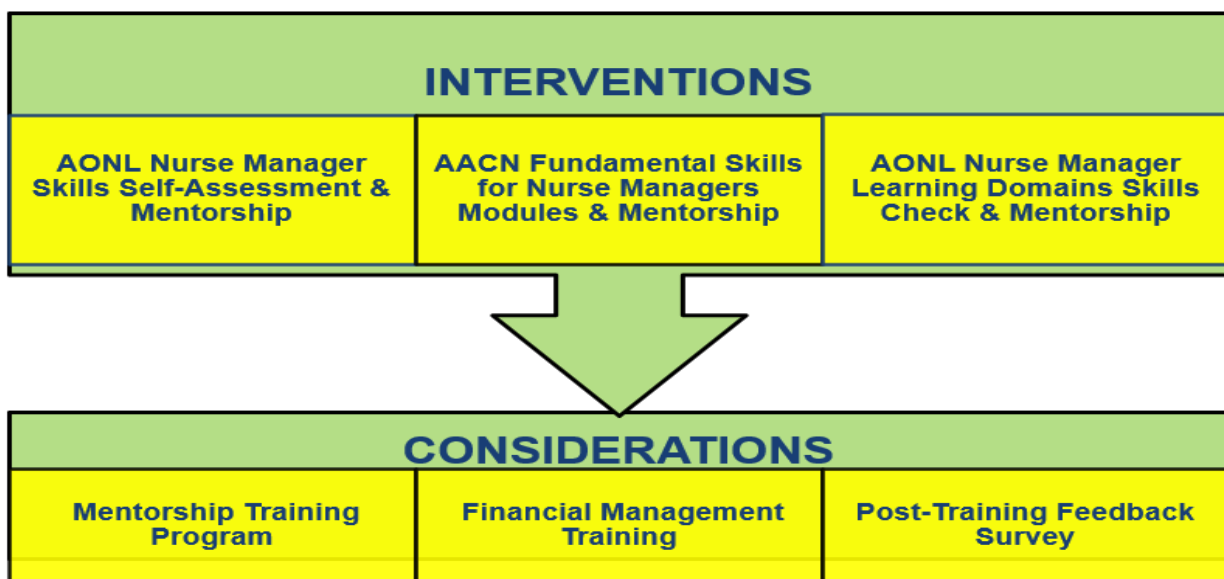 INTERVENTIONS
AONL Nurse Manager
Skills Self-Assessment &
Mentorship
AACN Fundamental Skills
for Nurse Managers
Modules & Mentorship
AONL Nurse Manager
Learning Domains Skills
Check & Mentorship
CONSIDERATIONS
Mentorship Training
Program
Financial Management
Training
Post-Training Feedback
Survey